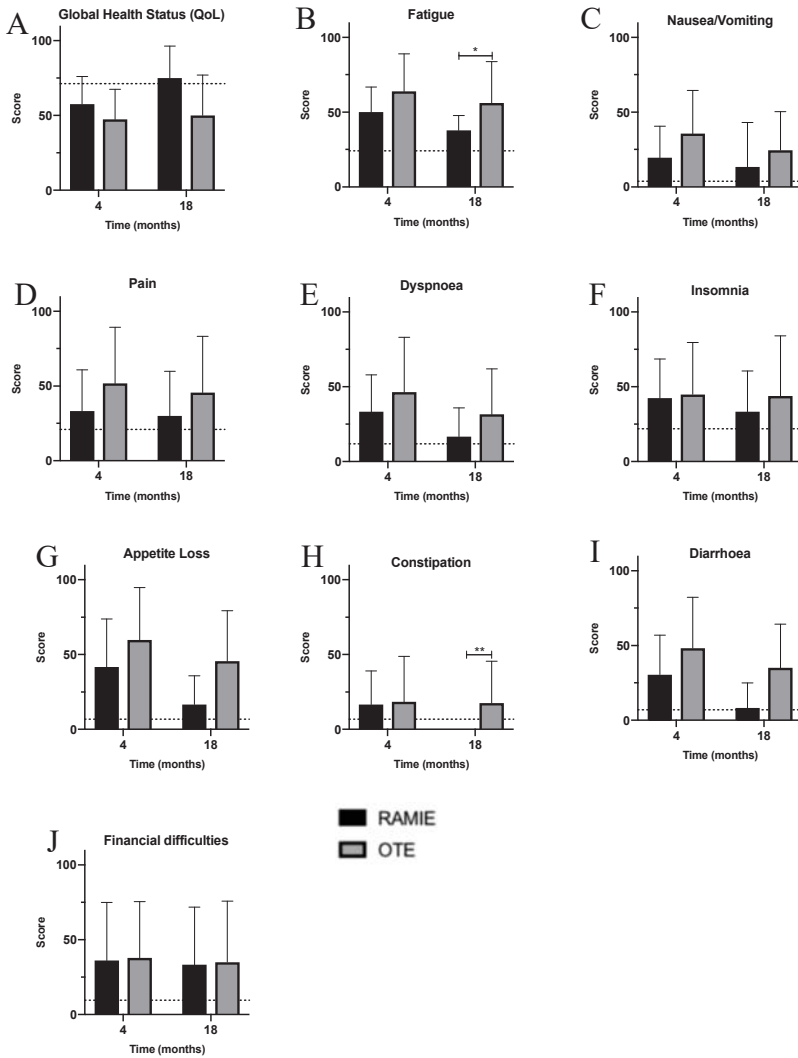 A
Global Health Status (QoL)
100
50
0
Score
4 18
Time (months)
B
Fatigue
100
50
0
Score
*
4 18
Time (months)
C
Nausea/Vomiting
100
50
0
Score
4 18
Time (months)
D
Pain
100
50
0
Score
4 18
Time (months)
E
Dyspnoea
100
50
0
Score
4 18
Time (months)
F
Insomnia
100
50
0
Score
4 18
Time (months)
G
Appetite Loss
100
50
0
Score
4 18
Time (months)
H
Constipation
100
50
0
Score
**
4 18
Time (months)
I
Diarrhoea
100
50
0
Score
4 18
Time (months)
J
Financial difficulties
100
50
0
Score
4 18
Time (months)
RAMIE
OTE